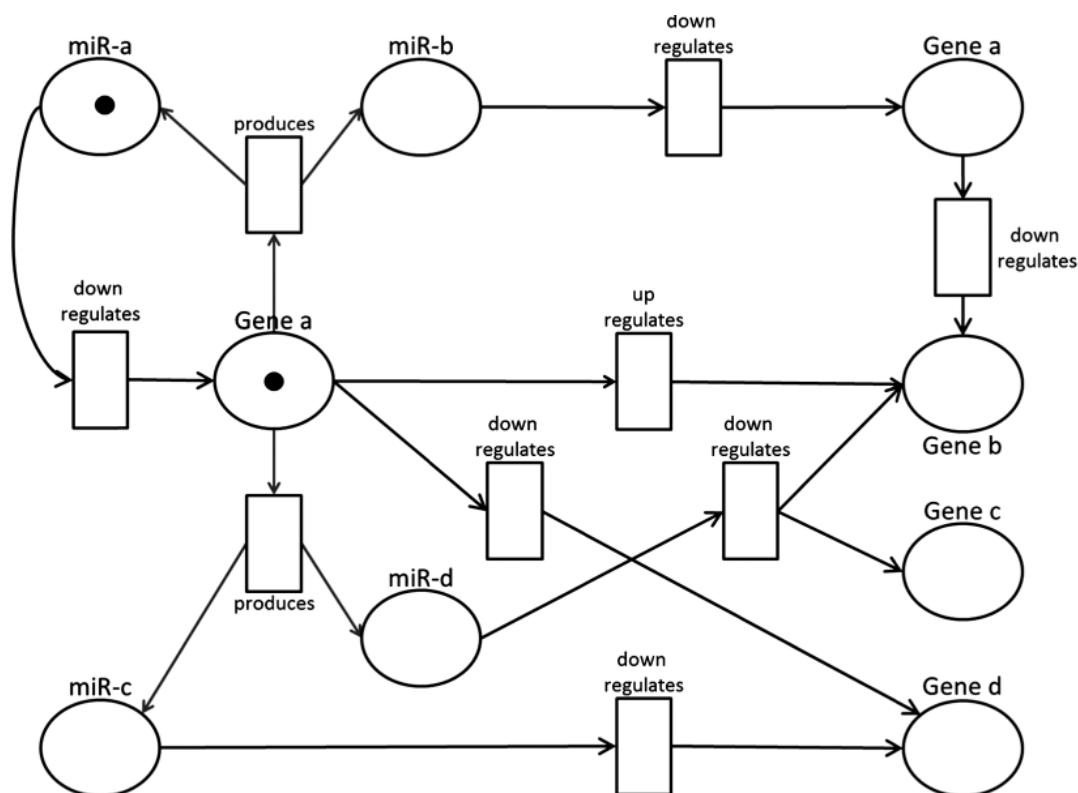 miR-a
miR-b
down
regulates
Gene a
produces
down
regulates
down
regulates
Gene a
up
regulates
Gene b
down
regulates
down
regulates
Gene c
produces
miR-d
miR-c
down
regulates
Gene d